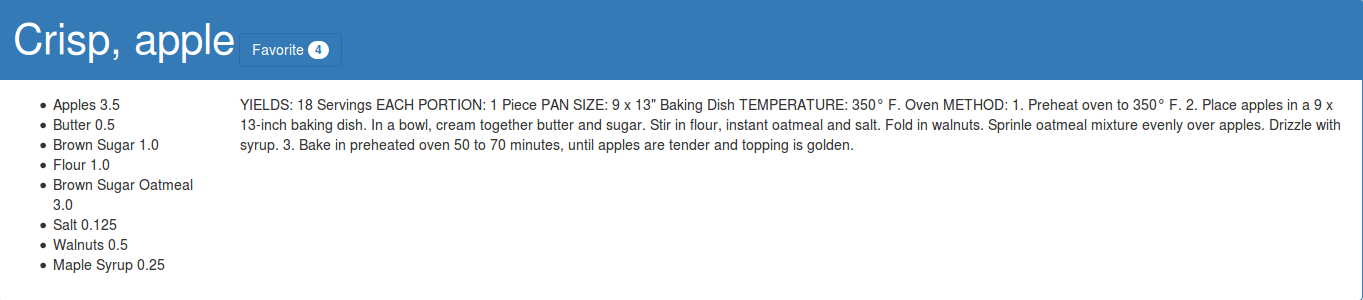 Crisp, apple
Favorite 4
Apples 3.5
Butter 0.5
Brown Sugar 1.0
Flour 1.0
Brown Sugar Oatmeal
3.0
Salt 0.125
Walnuts 0.5
Maple Syrup 0.25
YIELDS: 18 Servings EACH PORTION: 1 Piece PAN SIZE: 9 x 13" Baking Dish TEMPERATURE: 350° F. Oven METHOD: 1. Preheat oven to 350° F. 2. Place apples in a 9 x
13-inch baking dish. In a bowl, cream together butter and sugar. Stir in flour, instant oatmeal and salt. Fold in walnuts. Sprinle oatmeal mixture evenly over apples. Drizzle with
syrup. 3. Bake in preheated oven 50 to 70 minutes, until apples are tender and topping is golden.